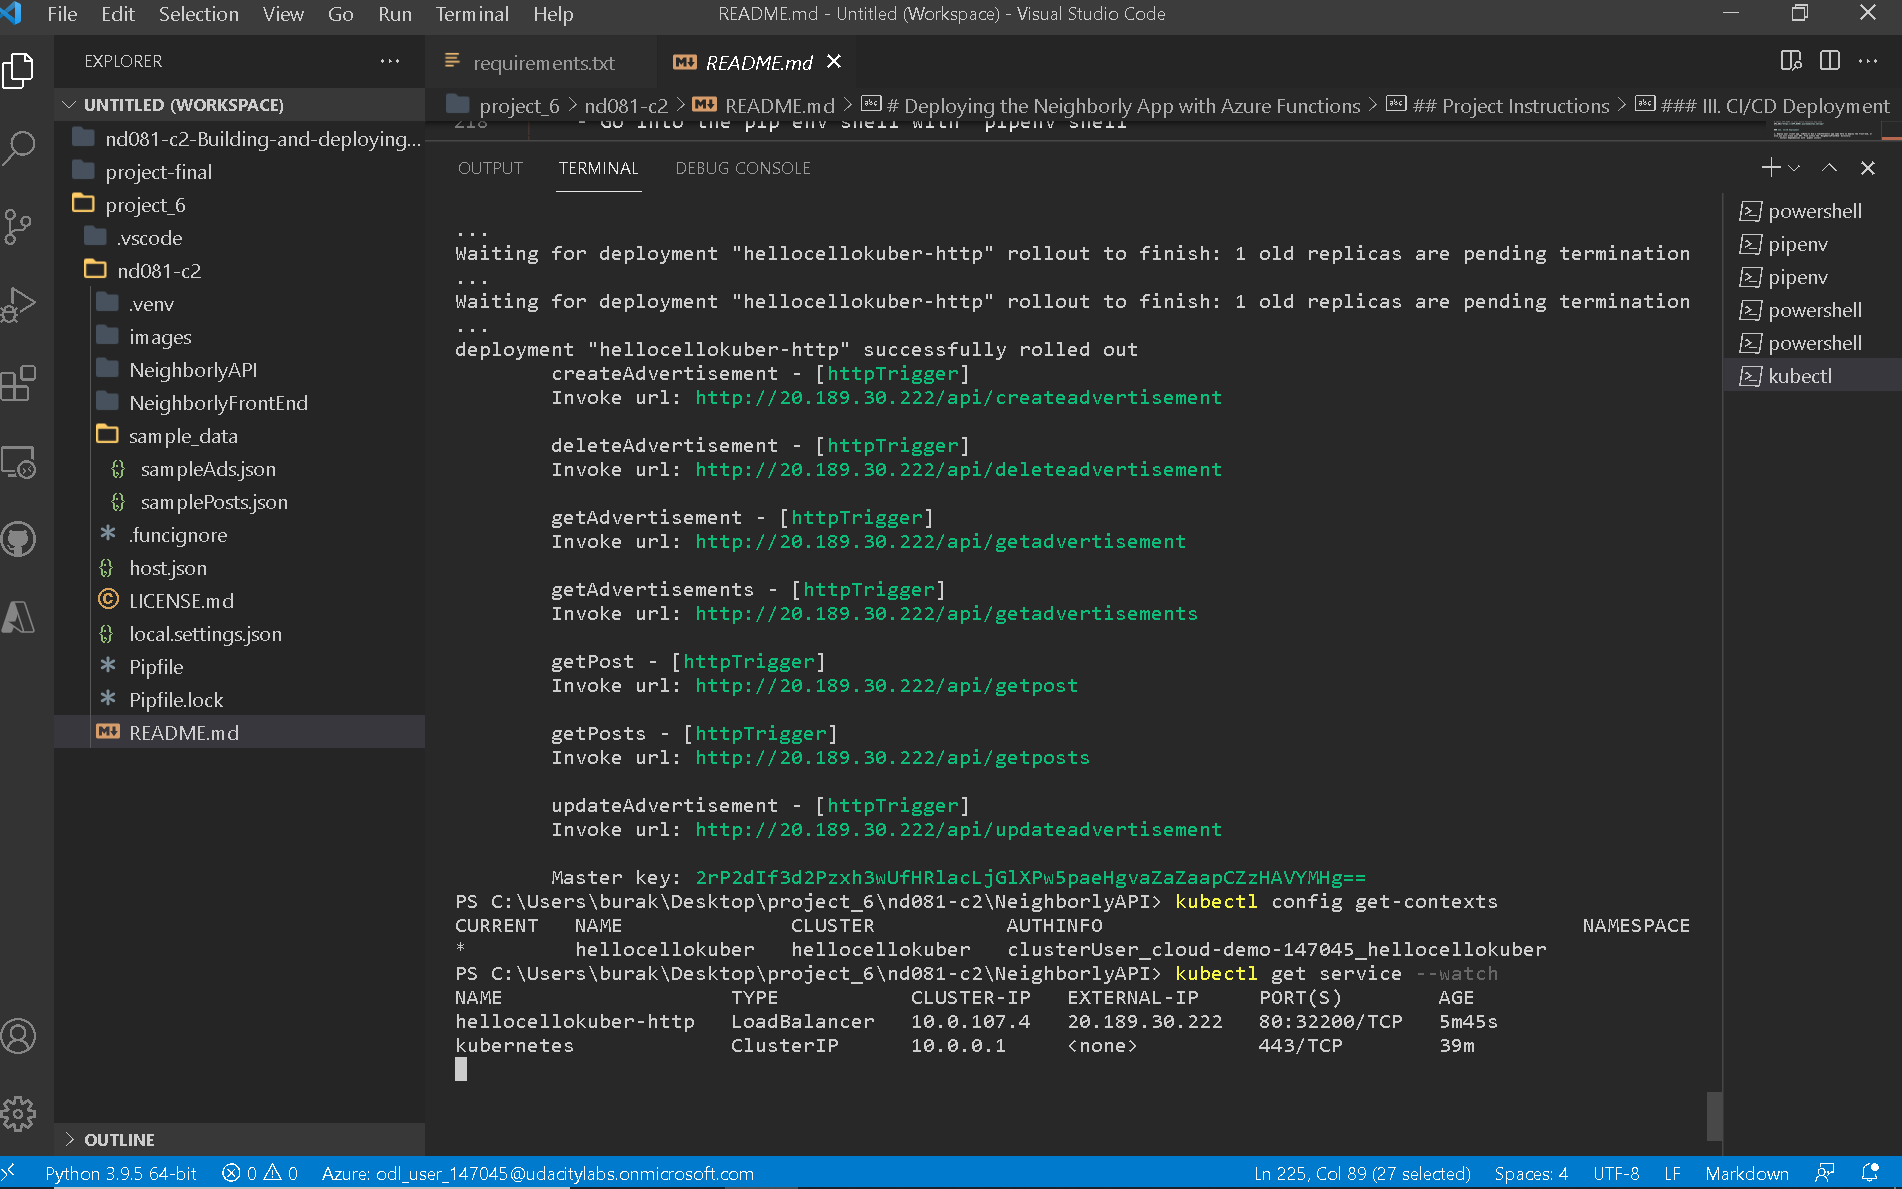 File Edit Selection View Go Run Terminal Help README.md - Untitled (Workspace) - Visual Studio Code
EXPLORER
UNTITLED (WORKSPACE)
nd081-c2-Building-and-deploying...
project-final
project_6
.vscode
nd081-c2
.venv
images
NeighborlyAPI
NeighborlyFrontEnd
sample_data
sampleAds.json
samplePosts.json
.funcignore
host.json
LICENSE.md
local.settings.json
Pipfile
Pipfile.lock
README.md
OUTLINE
requirements.txt README.md
project_6 > nd081-c2 > README.md > # Deploying the Neighborly App with Azure Functions > ## Project Instructions > ### III. CI/CD Deployment
218 - Go into the pip env shell with `pipenv shell`
OUTPUT TERMINAL DEBUG CONSOLE
...
Waiting for deployment "hellocellokuber-http" rollout to finish: 1 old replicas are pending termination
...
Waiting for deployment "hellocellokuber-http" rollout to finish: 1 old replicas are pending termination
...
deployment "hellocellokuber-http" successfully rolled out
createAdvertisement - [httpTrigger]
Invoke url: http://20.189.30.222/api/createadvertisement
deleteAdvertisement - [httpTrigger]
Invoke url: http://20.189.30.222/api/deleteadvertisement
getAdvertisement - [httpTrigger]
Invoke url: http://20.189.30.222/api/getadvertisement
getAdvertisements - [httpTrigger]
Invoke url: http://20.189.30.222/api/getadvertisements
getPost - [httpTrigger]
Invoke url: http://20.189.30.222/api/getpost
getPosts - [httpTrigger]
Invoke url: http://20.189.30.222/api/getposts
updateAdvertisement - [httpTrigger]
Invoke url: http://20.189.30.222/api/updateadvertisement
Master key: 2rP2dIf3d2Pzxh3wUfHRlacLjGlXPw5paeHgvaZaZaapCZzHAVYMHg==
PS C:\Users\burak\Desktop\project_6\nd081-c2\NeighborlyAPI> kubectl config get-contexts
CURRENT NAME CLUSTER AUTHINFO NAMESPACE
* hellocellokuber hellocellokuber clusterUser_cloud-demo-147045_hellocellokuber
PS C:\Users\burak\Desktop\project_6\nd081-c2\NeighborlyAPI> kubectl get service --watch
NAME TYPE CLUSTER-IP EXTERNAL-IP PORT(S) AGE
hellocellokuber-http LoadBalancer 10.0.107.4 20.189.30.222 80:32200/TCP 5m45s
kubernetes ClusterIP 10.0.0.1 <none> 443/TCP 39m
powershell
pipenv
pipenv
powershell
powershell
kubectl
Python 3.9.5 64-bit 0 0 Azure: odl_user_147045@udacitylabs.onmicrosoft.com Ln 225, Col 89 (27 selected) Spaces: 4 UTF-8 LF Markdown